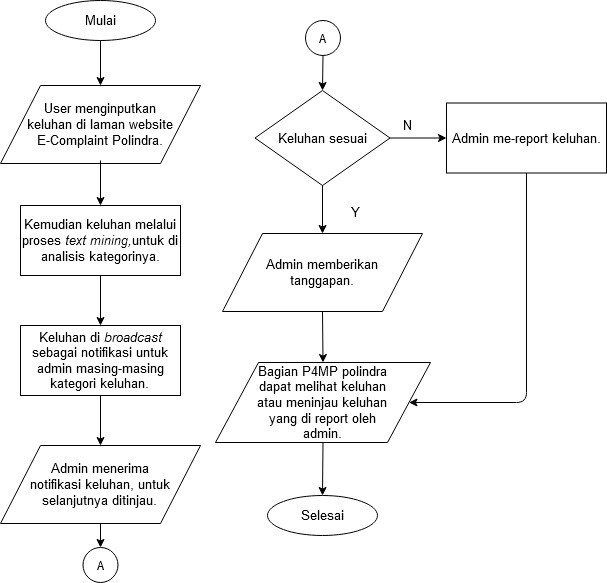 Mulai
User menginputkan
keluhan di laman website
E-Complaint Polindra.
Kemudian keluhan melalui
proses text mining,untuk di
analisis kategorinya.
Keluhan di broadcast
sebagai notifikasi untuk
admin masing-masing
kategori keluhan.
Admin menerima
notifikasi keluhan, untuk
selanjutnya ditinjau.
A
A
Keluhan sesuai
N
Admin me-report keluhan.
Y
Admin memberikan
tanggapan.
Bagian P4MP polindra
dapat melihat keluhan
atau meninjau keluhan
yang di report oleh
admin.
Selesai